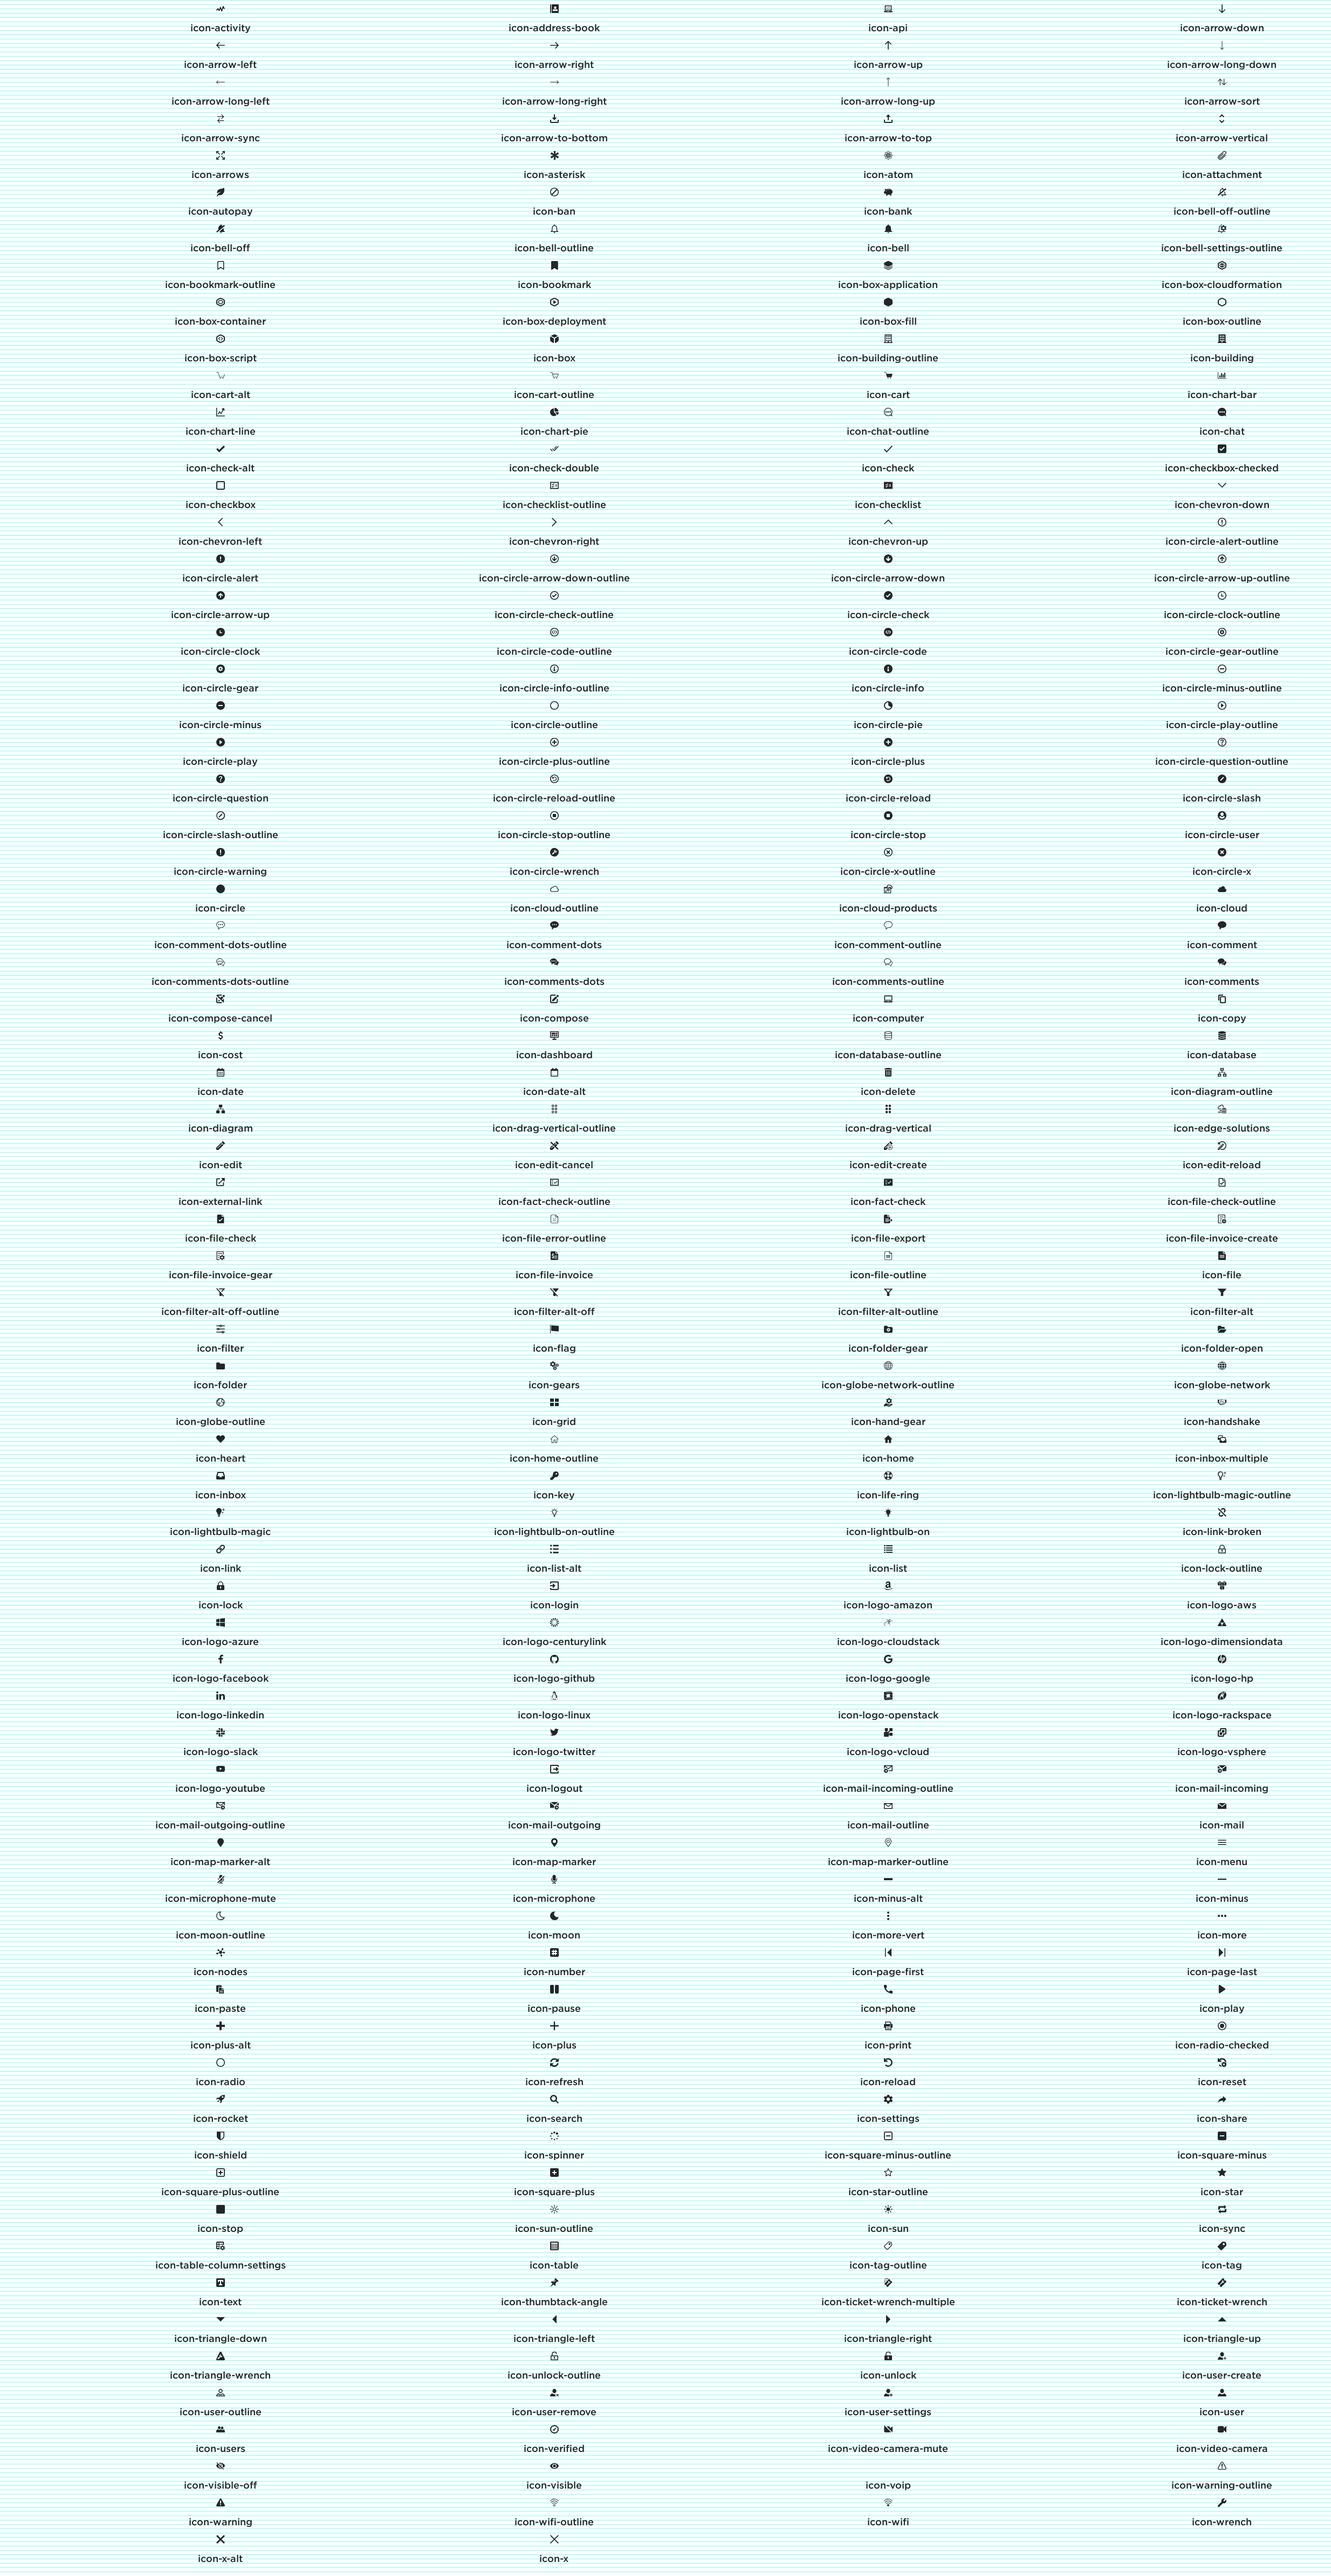 icon-activity icon-address-book icon-api icon-arrow-down
icon-arrow-left icon-arrow-right icon-arrow-up icon-arrow-long-down
icon-arrow-long-left icon-arrow-long-right icon-arrow-long-up icon-arrow-sort
icon-arrow-sync icon-arrow-to-bottom icon-arrow-to-top icon-arrow-vertical
icon-arrows icon-asterisk icon-atom icon-attachment
icon-autopay icon-ban icon-bank icon-bell-off-outline
icon-bell-off icon-bell-outline icon-bell icon-bell-settings-outline
icon-bookmark-outline icon-bookmark icon-box-application icon-box-cloudformation
icon-box-container icon-box-deployment icon-box-fill icon-box-outline
icon-box-script icon-box icon-building-outline icon-building
icon-cart-alt icon-cart-outline icon-cart icon-chart-bar
icon-chart-line icon-chart-pie icon-chat-outline icon-chat
icon-check-alt icon-check-double icon-check icon-checkbox-checked
icon-checkbox icon-checklist-outline icon-checklist icon-chevron-down
icon-chevron-left icon-chevron-right icon-chevron-up icon-circle-alert-outline
icon-circle-alert icon-circle-arrow-down-outline icon-circle-arrow-down icon-circle-arrow-up-outline
icon-circle-arrow-up icon-circle-check-outline icon-circle-check icon-circle-clock-outline
icon-circle-clock icon-circle-code-outline icon-circle-code icon-circle-gear-outline
icon-circle-gear icon-circle-info-outline icon-circle-info icon-circle-minus-outline
icon-circle-minus icon-circle-outline icon-circle-pie icon-circle-play-outline
icon-circle-play icon-circle-plus-outline icon-circle-plus icon-circle-question-outline
icon-circle-question icon-circle-reload-outline icon-circle-reload icon-circle-slash
icon-circle-slash-outline icon-circle-stop-outline icon-circle-stop icon-circle-user
icon-circle-warning icon-circle-wrench icon-circle-x-outline icon-circle-x
icon-circle icon-cloud-outline icon-cloud-products icon-cloud
icon-comment-dots-outline icon-comment-dots icon-comment-outline icon-comment
icon-comments-dots-outline icon-comments-dots icon-comments-outline icon-comments
icon-compose-cancel icon-compose icon-computer icon-copy
icon-cost icon-dashboard icon-database-outline icon-database
icon-date icon-date-alt icon-delete icon-diagram-outline
icon-diagram icon-drag-vertical-outline icon-drag-vertical icon-edge-solutions
icon-edit icon-edit-cancel icon-edit-create icon-edit-reload
icon-external-link icon-fact-check-outline icon-fact-check icon-file-check-outline
icon-file-check icon-file-error-outline icon-file-export icon-file-invoice-create
icon-file-invoice-gear icon-file-invoice icon-file-outline icon-file
icon-filter-alt-off-outline icon-filter-alt-off icon-filter-alt-outline icon-filter-alt
icon-filter icon-flag icon-folder-gear icon-folder-open
icon-folder icon-gears icon-globe-network-outline icon-globe-network
icon-globe-outline icon-grid icon-hand-gear icon-handshake
icon-heart icon-home-outline icon-home icon-inbox-multiple
icon-inbox icon-key icon-life-ring icon-lightbulb-magic-outline
icon-lightbulb-magic icon-lightbulb-on-outline icon-lightbulb-on icon-link-broken
icon-link icon-list-alt icon-list icon-lock-outline
icon-lock icon-login icon-logo-amazon icon-logo-aws
icon-logo-azure icon-logo-centurylink icon-logo-cloudstack icon-logo-dimensiondata
icon-logo-facebook icon-logo-github icon-logo-google icon-logo-hp
icon-logo-linkedin icon-logo-linux icon-logo-openstack icon-logo-rackspace
icon-logo-slack icon-logo-twitter icon-logo-vcloud icon-logo-vsphere
icon-logo-youtube icon-logout icon-mail-incoming-outline icon-mail-incoming
icon-mail-outgoing-outline icon-mail-outgoing icon-mail-outline icon-mail
icon-map-marker-alt icon-map-marker icon-map-marker-outline icon-menu
icon-microphone-mute icon-microphone icon-minus-alt icon-minus
icon-moon-outline icon-moon icon-more-vert icon-more
icon-nodes icon-number icon-page-first icon-page-last
icon-paste icon-pause icon-phone icon-play
icon-plus-alt icon-plus icon-print icon-radio-checked
icon-radio icon-refresh icon-reload icon-reset
icon-rocket icon-search icon-settings icon-share
icon-shield icon-spinner icon-square-minus-outline icon-square-minus
icon-square-plus-outline icon-square-plus icon-star-outline icon-star
icon-stop icon-sun-outline icon-sun icon-sync
icon-table-column-settings icon-table icon-tag-outline icon-tag
icon-text icon-thumbtack-angle icon-ticket-wrench-multiple icon-ticket-wrench
icon-triangle-down icon-triangle-left icon-triangle-right icon-triangle-up
icon-triangle-wrench icon-unlock-outline icon-unlock icon-user-create
icon-user-outline icon-user-remove icon-user-settings icon-user
icon-users icon-verified icon-video-camera-mute icon-video-camera
icon-visible-off icon-visible icon-voip icon-warning-outline
icon-warning icon-wifi-outline icon-wifi icon-wrench
icon-x-alt icon-x